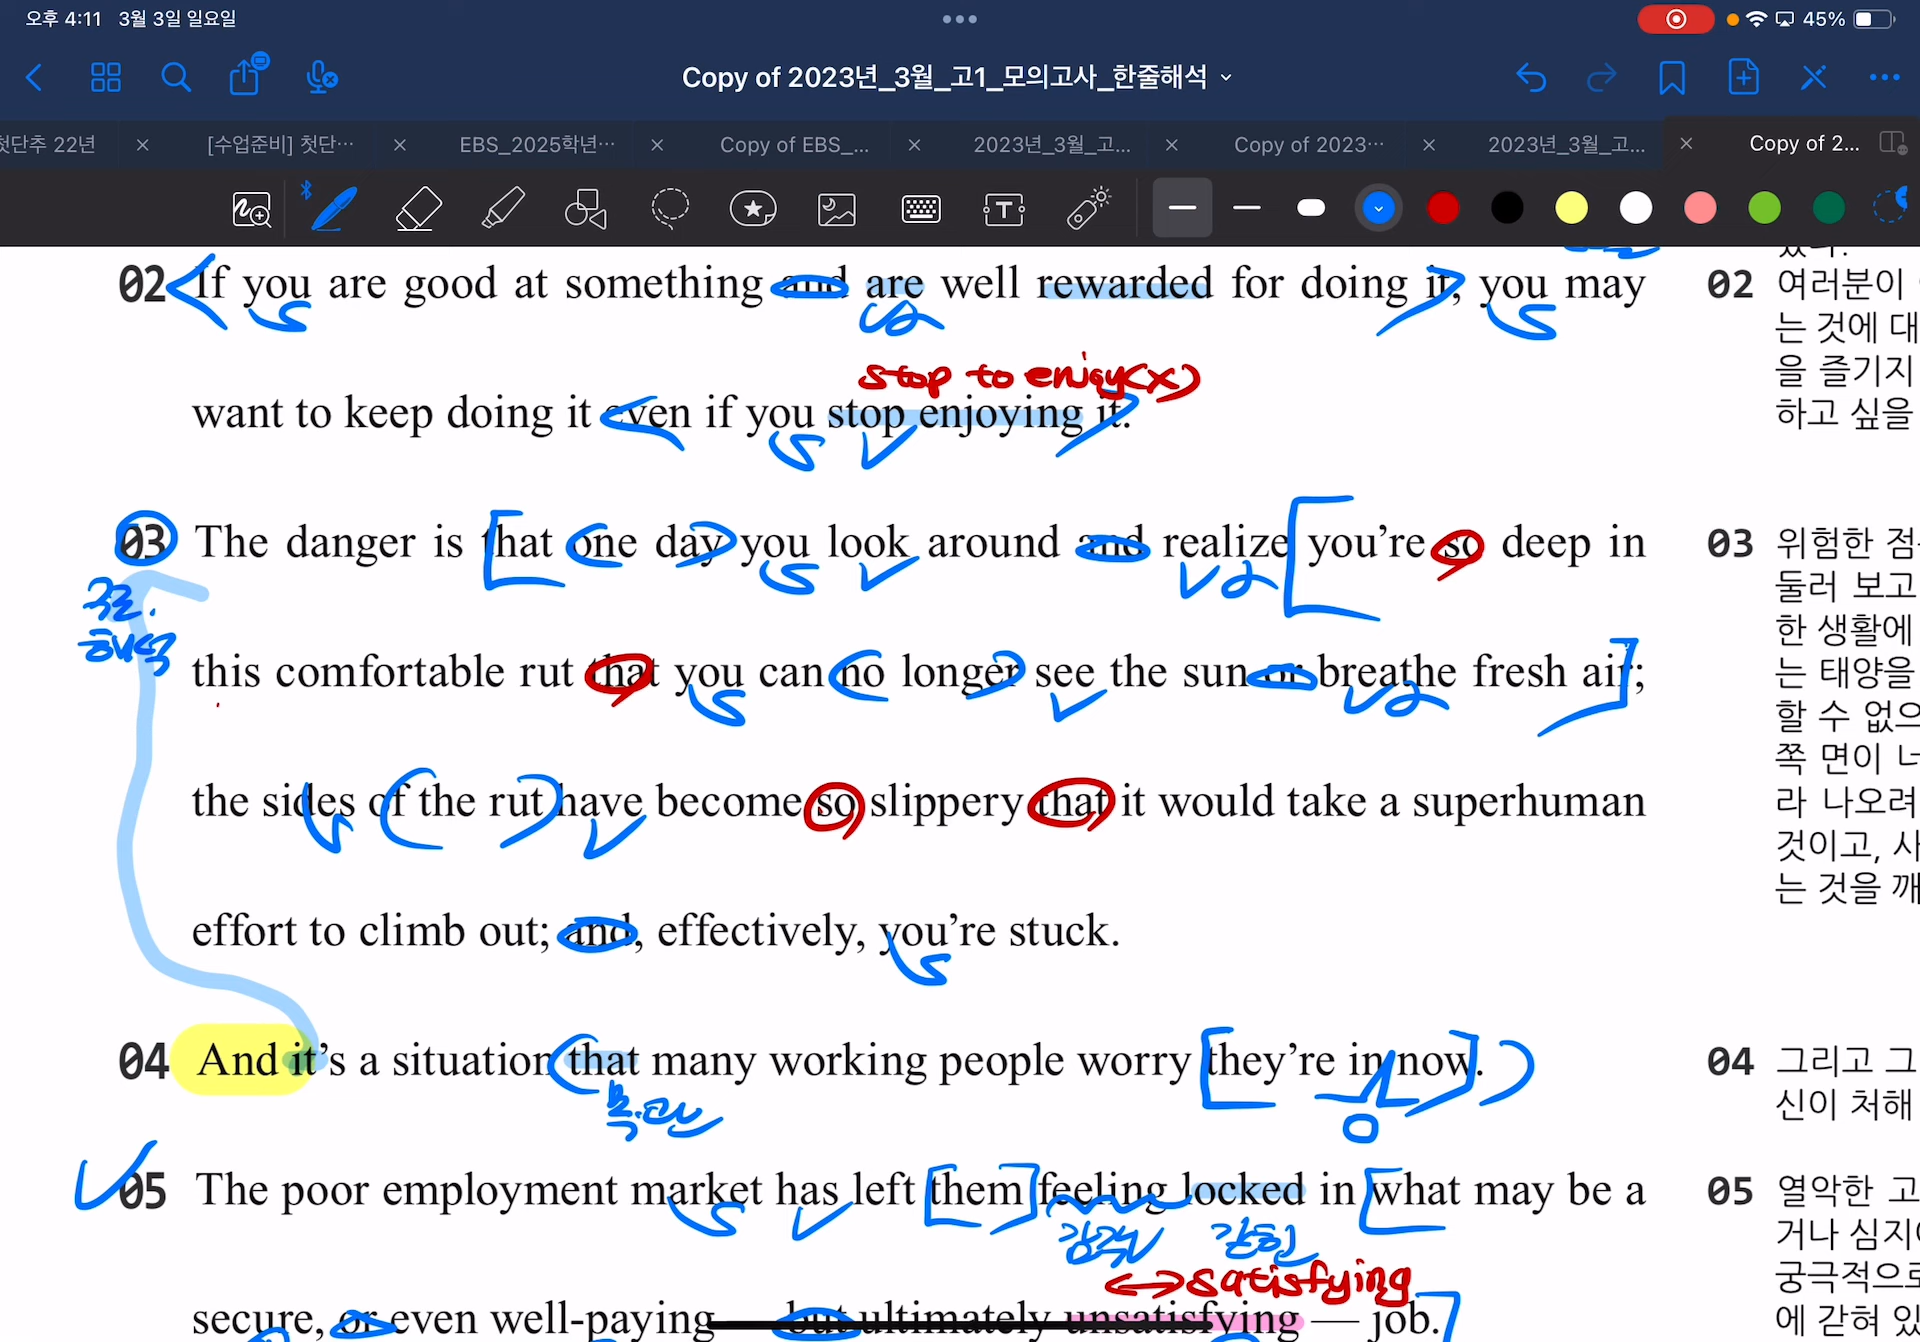 오후 4:11 3월 3일 일요일
45%
Copy of 2023년_3월_고1_모의고사_한줄해석
첫단추 22년
[수업준비] 첫단…
EBS_2025학년…
Copy of EBS_...
2023년_3월_고...
Copy of 2023…
2023년_3월_고...
Copy of 2...
02 If you are good at something and are well rewarded for doing it, you may
stop to enjoy(x)
want to keep doing it even if you stop enjoying it.
03 The danger is that one day you look around and realize you're so deep in
구문.
해석
this comfortable rut that you can no longer see the sun or breathe fresh air;
the sides of the rut have become so slippery that it would take a superhuman
effort to climb out; and, effectively, you're stuck.
04 And it's a situation that many working people worry they're in now.
목.관
05 The poor employment market has left them feeling locked in what may be a
갇힌
↔ satisfying
secure, or even well-paying — but ultimately unsatisfying — job.
있다.
02 여러분이
는 것에 대
을 즐기지
하고 싶을
03 위험한 점
둘러 보고
한 생활에
는 태양을
할 수 없으
쪽 면이 너
라 나오려
것이고, 사
는 것을 깨
04 그리고 그
신이 처해
05 열악한 고
거나 심지어
궁극적으로
에 갇혀 있